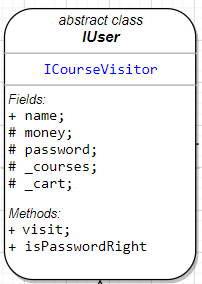 abstract class
IUser
ICourseVisitor
Fields:
+ name;
# money;
# password;
# _courses;
# _cart;
Methods:
+ visit;
+ isPasswordRight